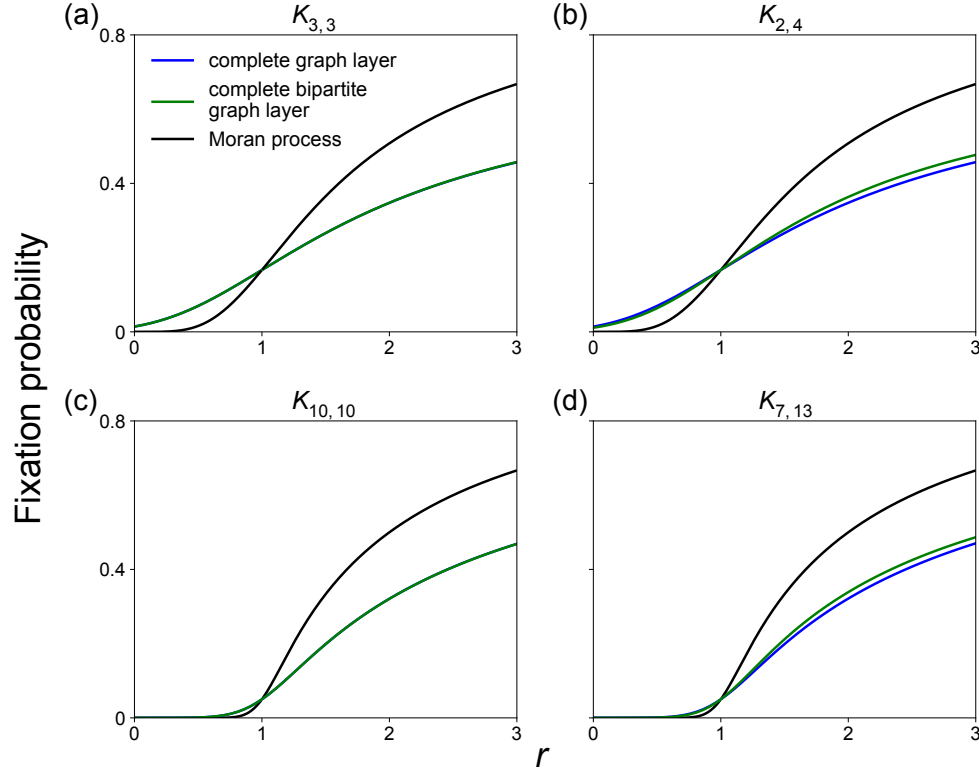 (a)
K3, 3
0.8
complete graph layer
complete bipartite
graph layer
Moran process
0.4
0
0
1
2
3
(b)
K2, 4
0
1
2
3
(c)
K10, 10
0.8
0.4
0
0
1
2
3
(d)
K7, 13
0
1
2
3
Fixation probability
r